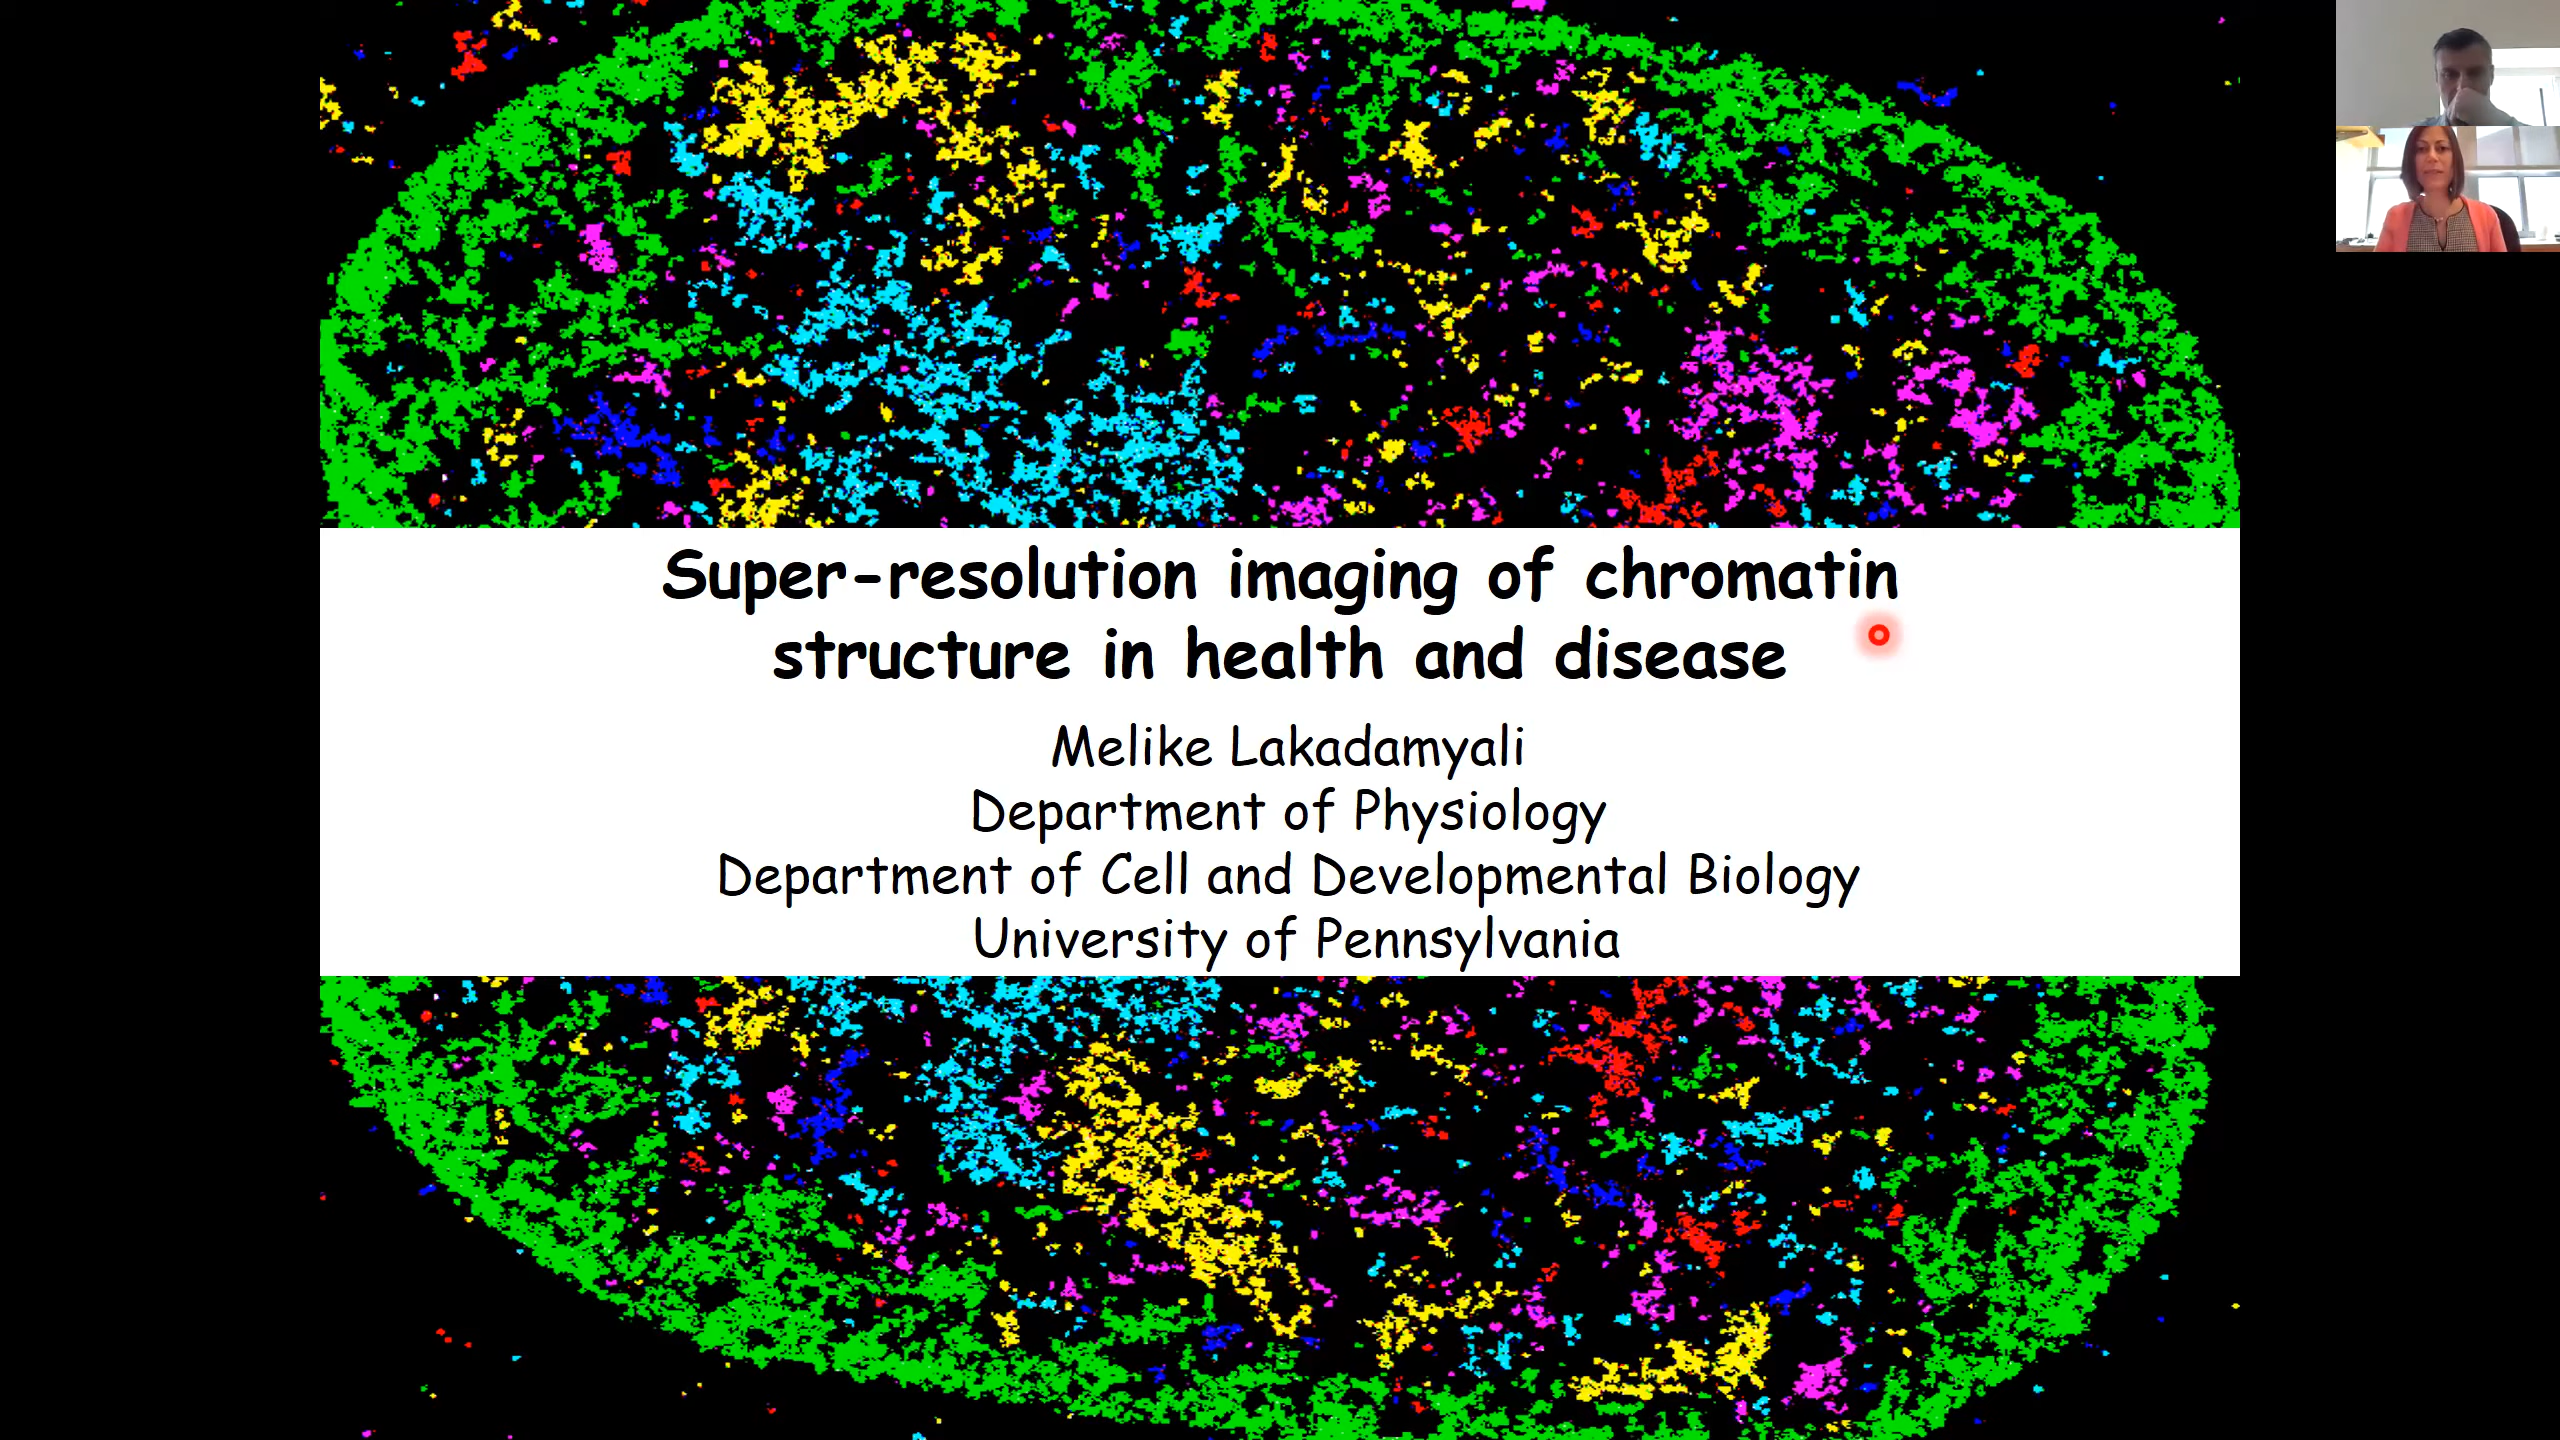 Super-resolution imaging of chromatin
structure in health and disease
Melike Lakadamyali
Department of Physiology
Department of Cell and Developmental Biology
University of Pennsylvania